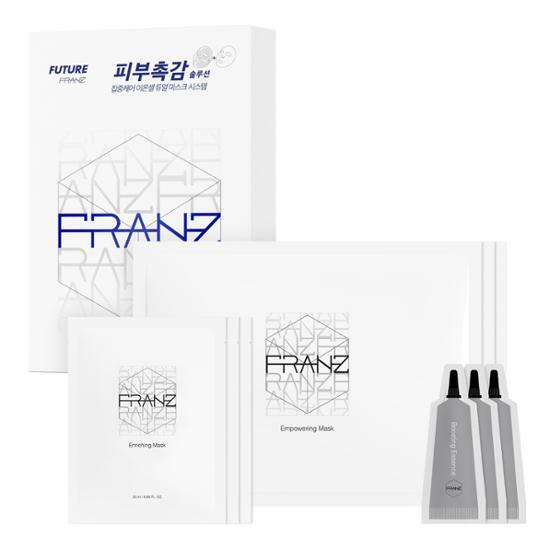 FUTURE
FRANZ
피부촉감 솔루션
집중케어 이온셀 듀얼 마스크 시스템
FRANZ
FRANZ
Enriching Mask
FRANZ
Empowering Mask
Boosting Essence
FRANZ